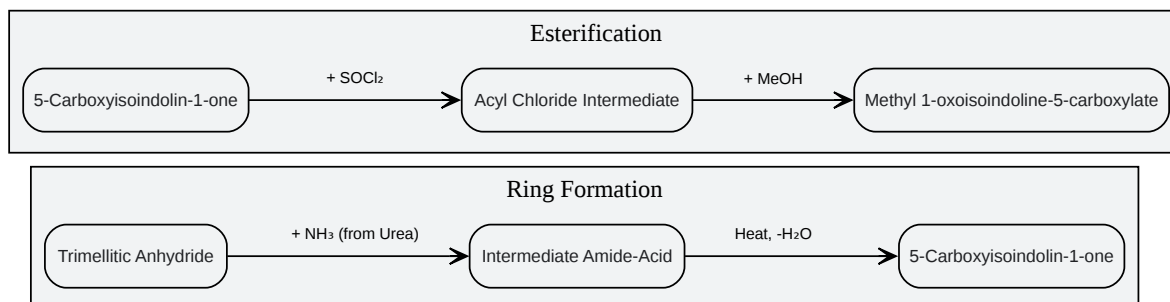 Esterification
+ SOCl₂
+ MeOH
5-Carboxyisoindolin-1-one
Acyl Chloride Intermediate
Methyl 1-oxoisoindoline-5-carboxylate
Ring Formation
+ NH₃ (from Urea)
Heat, -H₂O
Trimellitic Anhydride
Intermediate Amide-Acid
5-Carboxyisoindolin-1-one